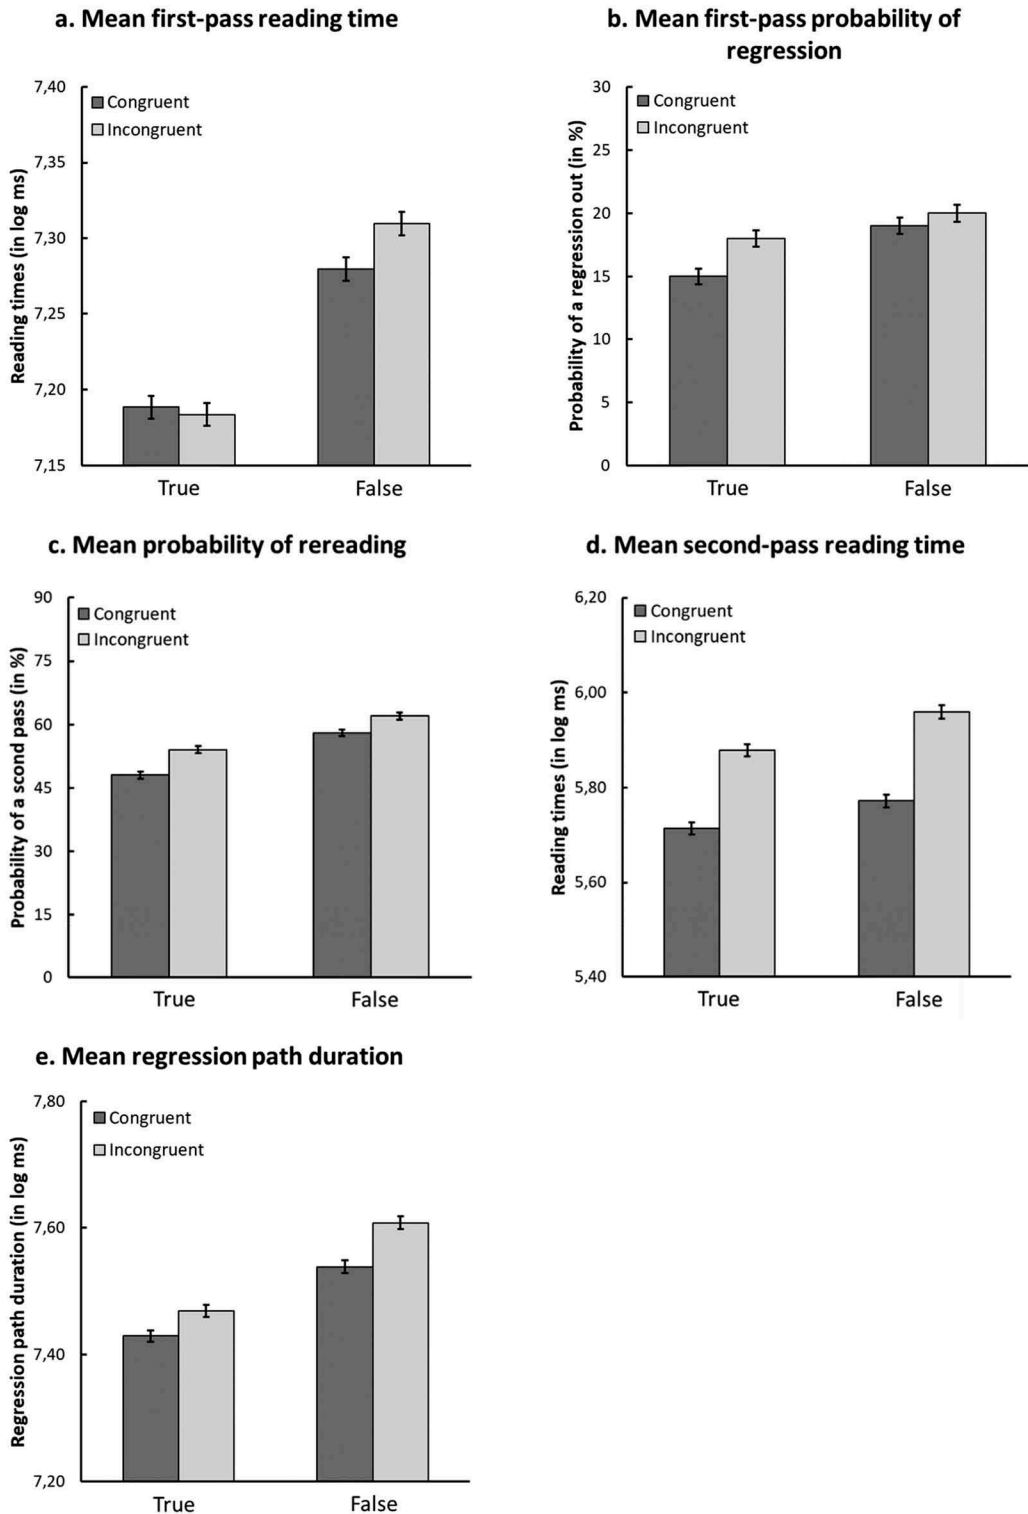 a. Mean first-pass reading time
7,40
7,35
7,30
7,25
7,20
7,15
Reading times (in log ms)
Congruent
Incongruent
True
False
b. Mean first-pass probability of
regression
30
25
20
15
10
5
0
Probability of a regression out (in %)
Congruent
Incongruent
True
False
c. Mean probability of rereading
90
75
60
45
30
15
0
Probability of a second pass (in %)
Congruent
Incongruent
True
False
d. Mean second-pass reading time
6,20
6,00
5,80
5,60
5,40
Reading times (in log ms)
Congruent
Incongruent
True
False
e. Mean regression path duration
7,80
7,60
7,40
7,20
Regression path duration (in log ms)
Congruent
Incongruent
True
False